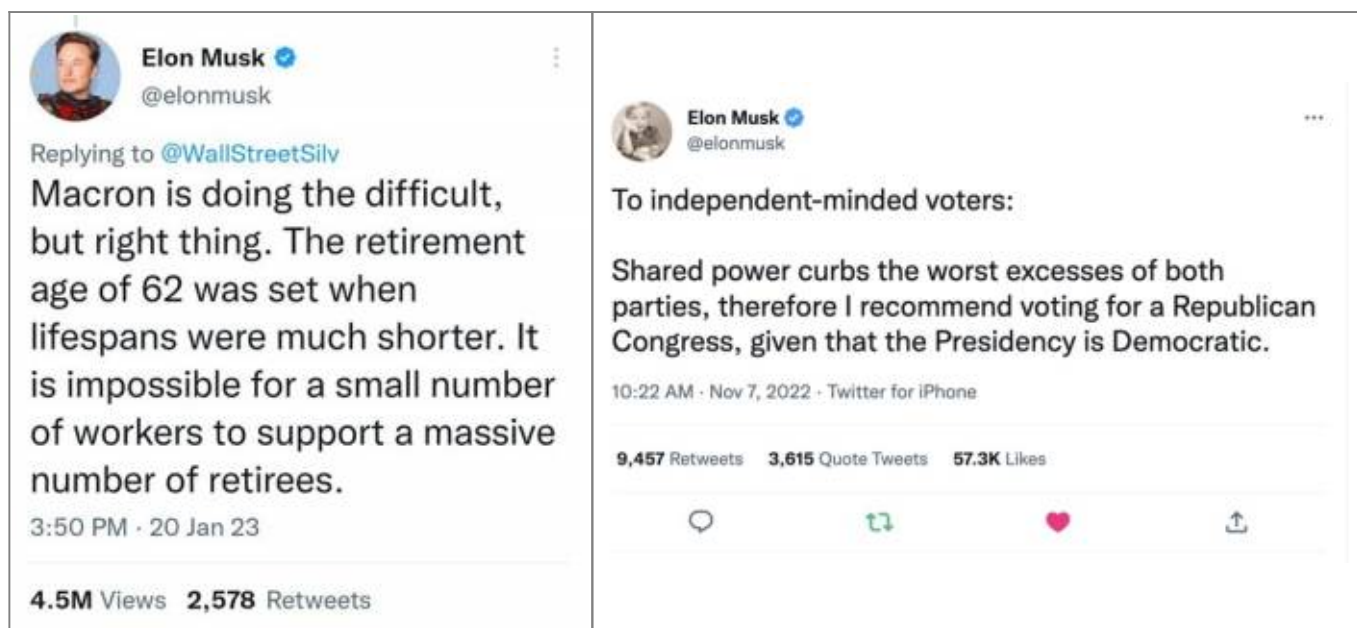 Elon Musk
@elonmusk
Replying to @WallStreetSilv
Macron is doing the difficult,
but right thing. The retirement
age of 62 was set when
lifespans were much shorter. It
is impossible for a small number
of workers to support a massive
number of retirees.
3:50 PM · 20 Jan 23
4.5M Views 2,578 Retweets
Elon Musk
@elonmusk
To independent-minded voters:
Shared power curbs the worst excesses of both
parties, therefore I recommend voting for a Republican
Congress, given that the Presidency is Democratic.
10:22 AM · Nov 7, 2022 · Twitter for iPhone
9,457 Retweets 3,615 Quote Tweets 57.3K Likes